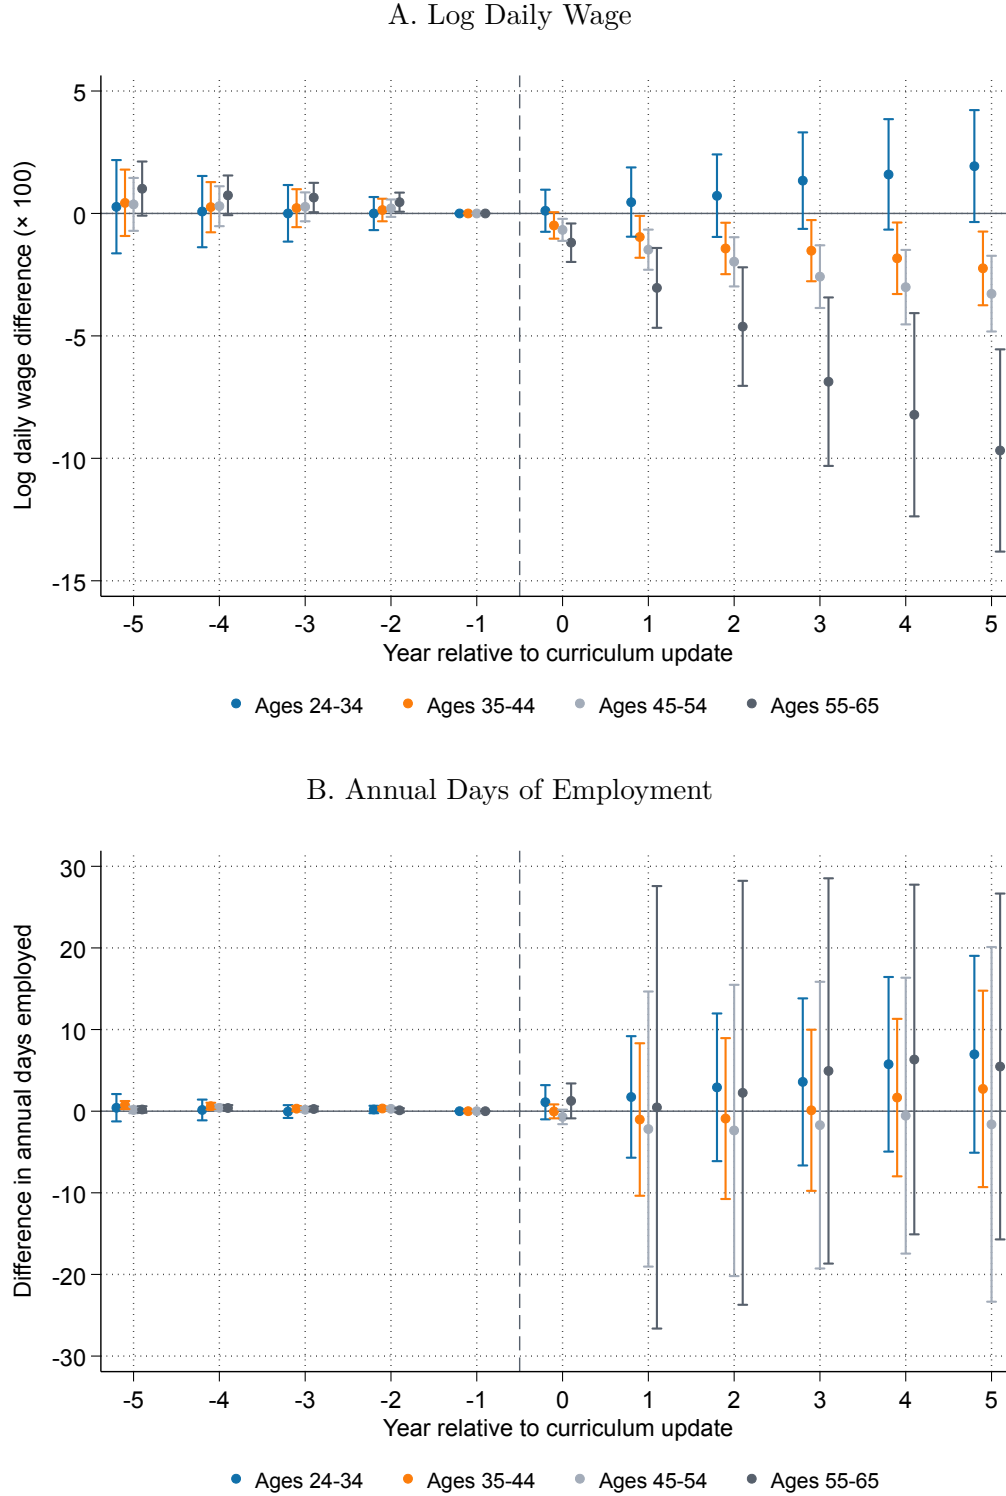 A. Log Daily Wage
Log daily wage difference (× 100)
5
0
-5
-10
-15
-5 -4 -3 -2 -1 0 1 2 3 4 5
Year relative to curriculum update
Ages 24-34 Ages 35-44 Ages 45-54 Ages 55-65
B. Annual Days of Employment
Difference in annual days employed
30
20
10
0
-10
-20
-30
-5 -4 -3 -2 -1 0 1 2 3 4 5
Year relative to curriculum update
Ages 24-34 Ages 35-44 Ages 45-54 Ages 55-65